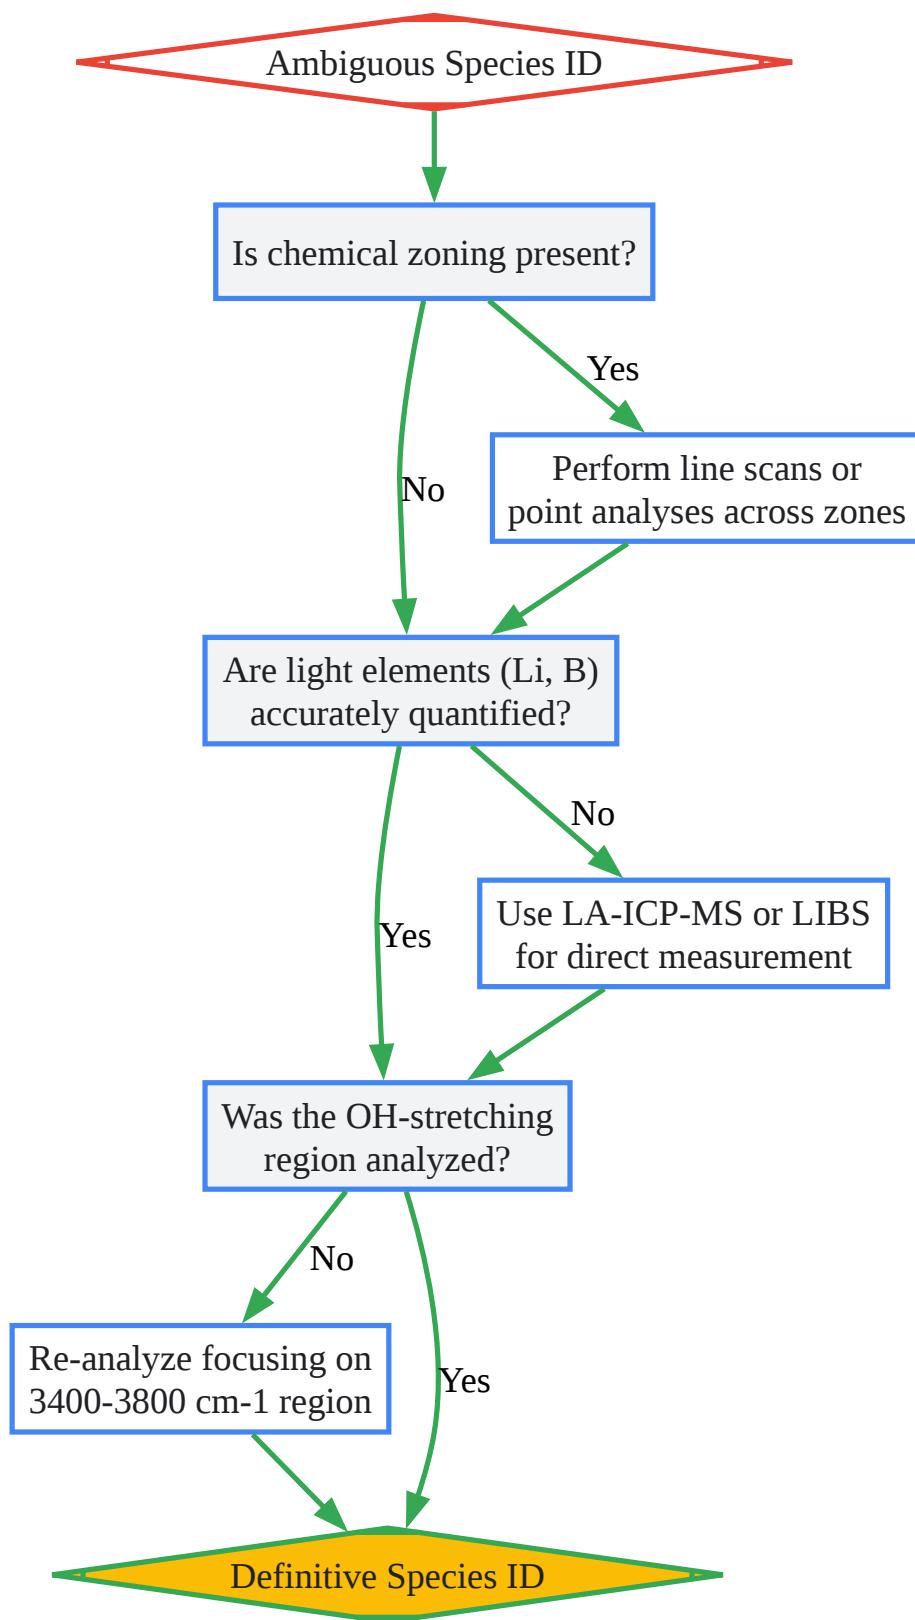 Ambiguous Species ID
Is chemical zoning present?
Yes
Perform line scans or
point analyses across zones
No
Are light elements (Li, B)
accurately quantified?
No
Use LA-ICP-MS or LIBS
for direct measurement
Yes
Was the OH-stretching
region analyzed?
No
Re-analyze focusing on
3400-3800 cm-1 region
Yes
Definitive Species ID